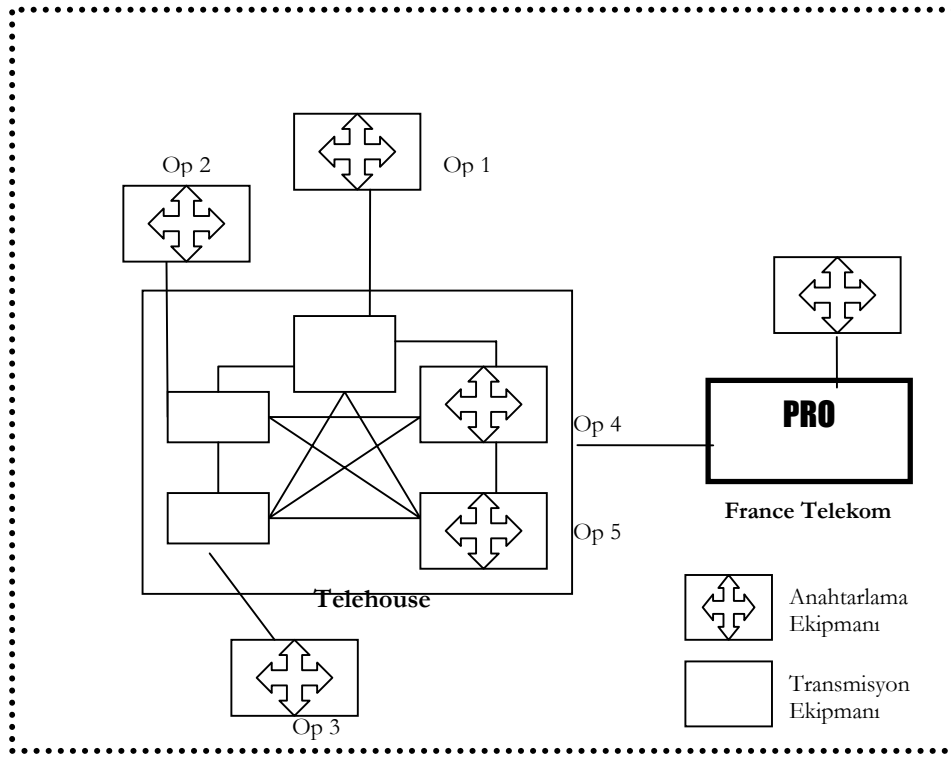 Op 2
Op 1
PRO
Op 4
France Telekom
Op 5
Telehouse
Anahtarlama
Ekipmanı
Transmisyon
Ekipmanı
Op 3